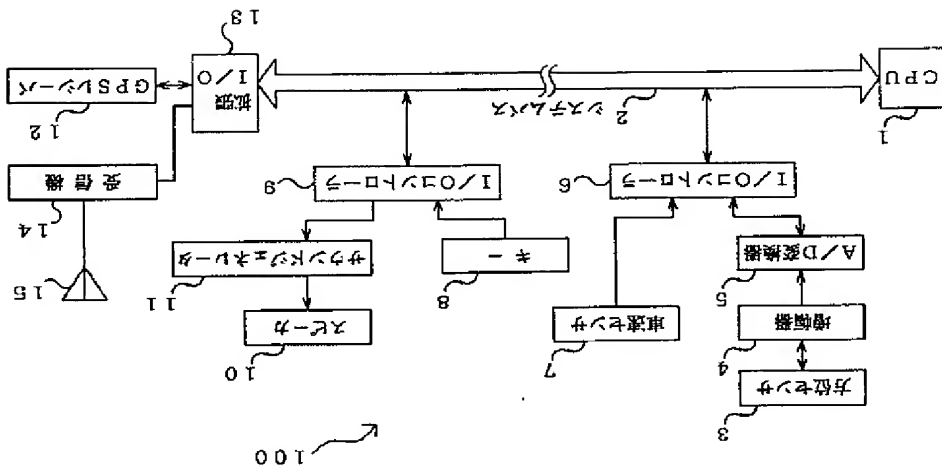 100
3
方位センサ
4
増幅器
5
A/D変換器
7
車速センサ
6
I/Oコントローラ
10
スピーカ
11
サウンドジェネレータ
8
キー
9
I/Oコントローラ
15
14
受信機
12
GPSレシーバ
13
拡張
I/O
1
CPU
2
システムバス